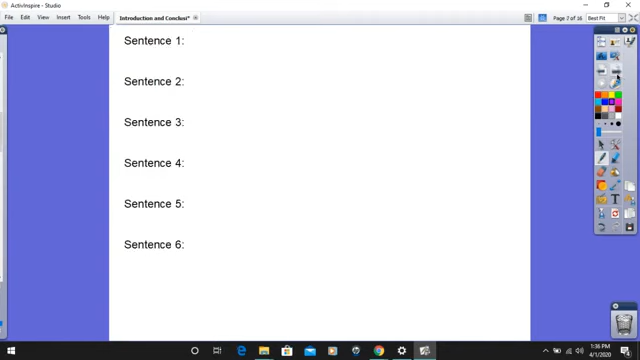 ActivInspire - Studio
File Edit View Insert Tools Help
Introduction and Conclusi*
Page 7 of 16
Best Fit
Sentence 1:
Sentence 2:
Sentence 3:
Sentence 4:
Sentence 5:
Sentence 6:
1:36 PM
4/1/2020